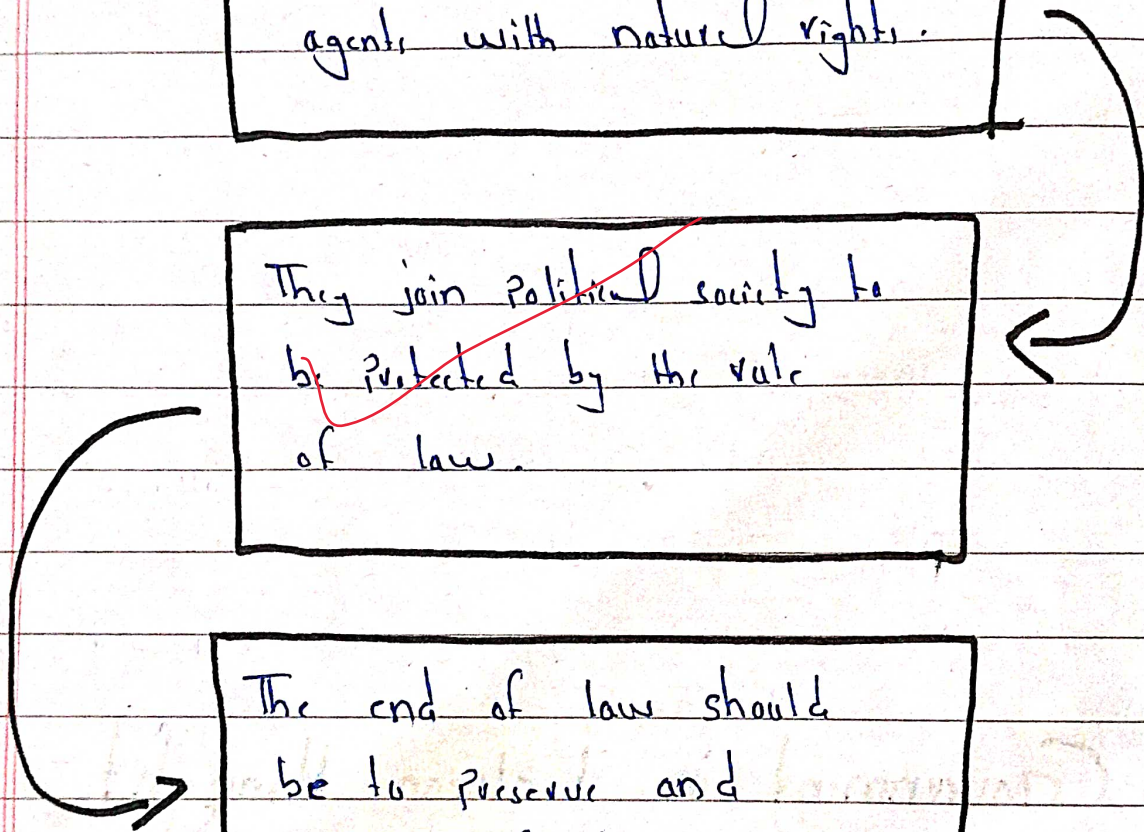 agents with natural rights.
They join Political society to
be Protected by the rule
of law.
The end of law should
be to Preserve and